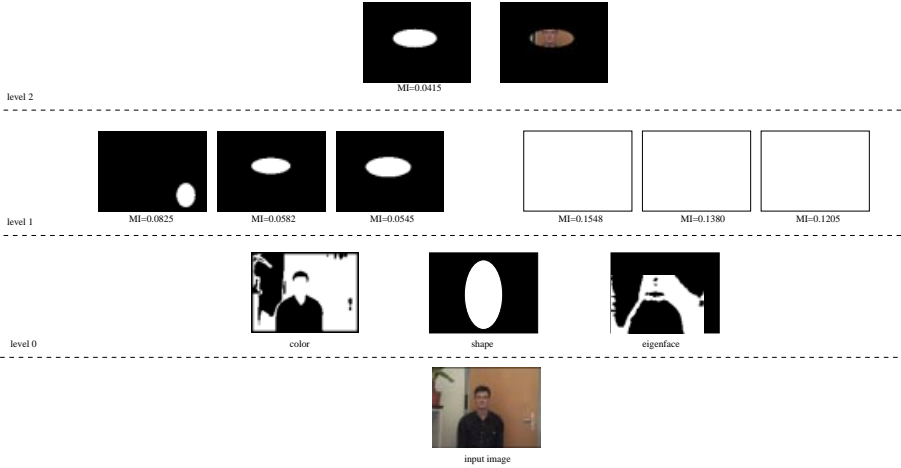 MI=0.0415
level 2
MI=0.0825 MI=0.0582 MI=0.0545 MI=0.1548 MI=0.1380 MI=0.1205
level 1
color shape eigenface
level 0
input image